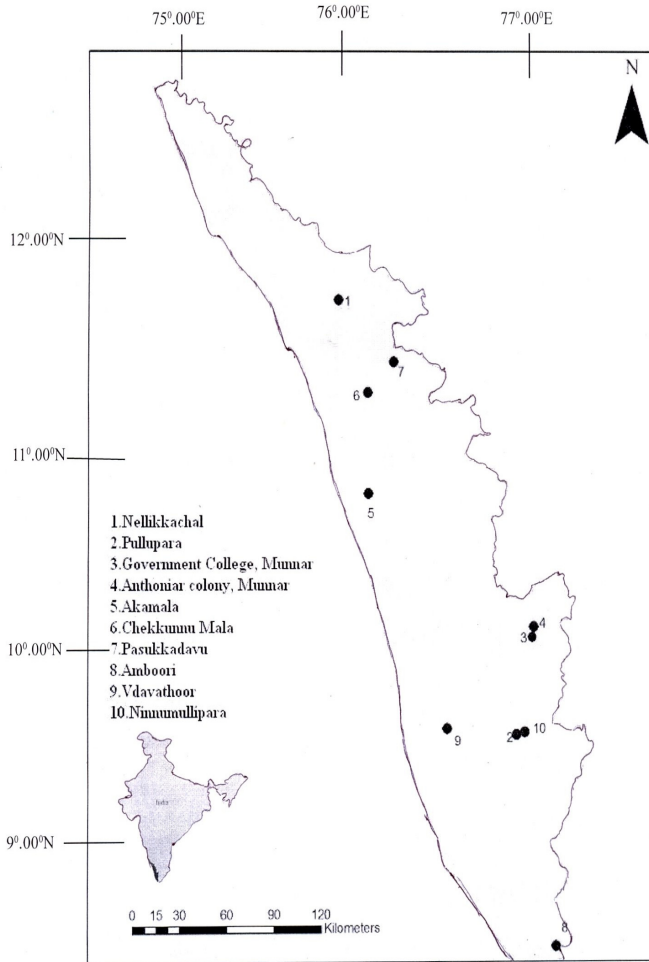 75⁰.00⁰E 76⁰.00⁰E 77⁰.00⁰E
N
12⁰.00⁰N
1
7
6
11⁰.00⁰N
5
1.Nellikkachal
2.Pullupara
3.Government College, Munnar
4.Anthoniar colony, Munnar
5.Akamala
6.Chekkunnu Mala
7.Pasukkadavu
8.Amboori
9.Vdavathoor
10.Ninnumullipara
4
3
10⁰.00⁰N
9
2
10
India
9⁰.00⁰N
8
0 15 30 60 90 120
Kilometers